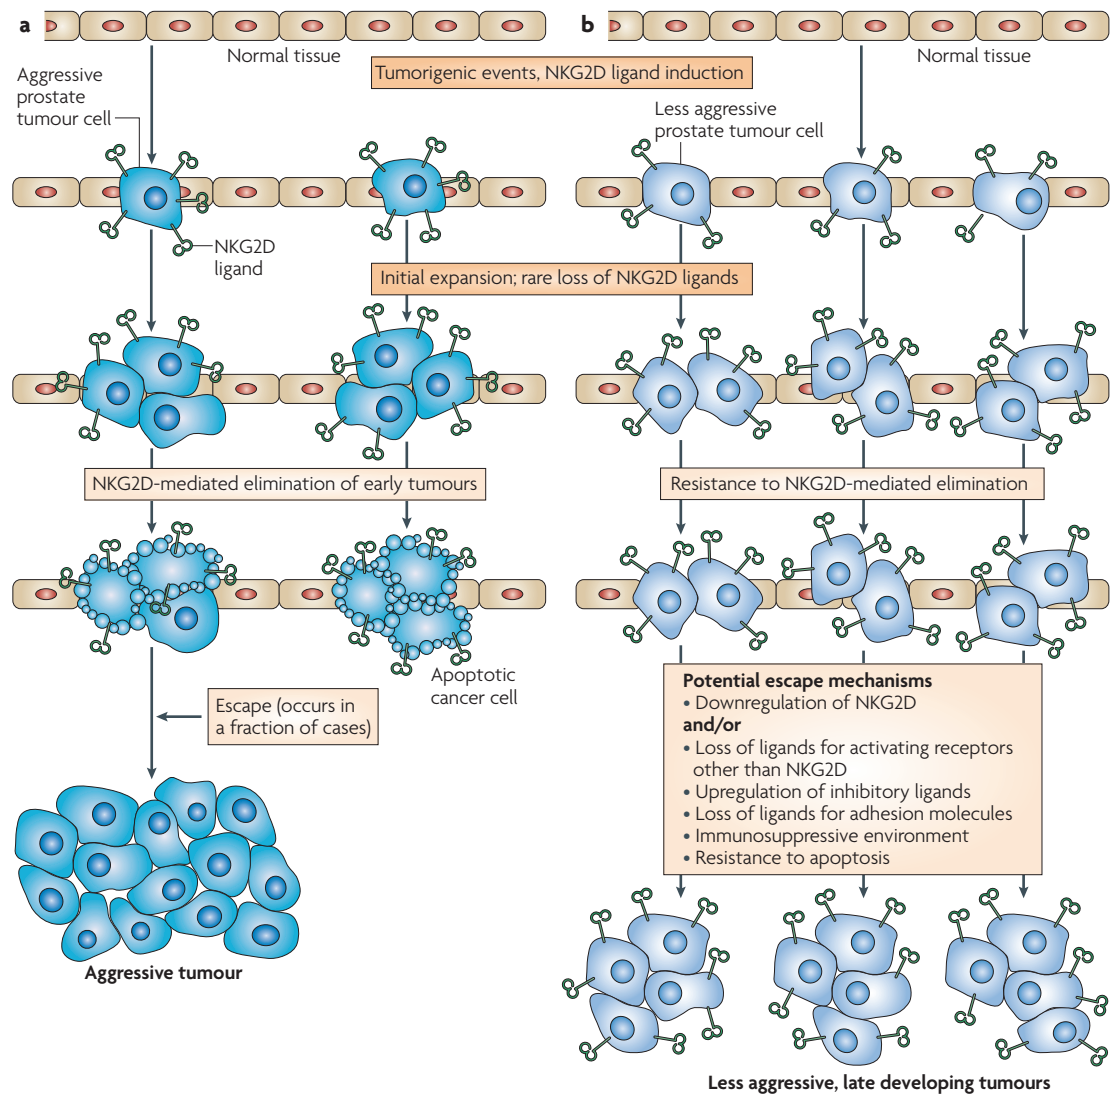 a
b
Normal tissue
Normal tissue
Tumorigenic events, NKG2D ligand induction
Aggressive
prostate
tumour cell
Less aggressive
prostate tumour cell
NKG2D
ligand
Initial expansion; rare loss of NKG2D ligands
NKG2D-mediated elimination of early tumours
Resistance to NKG2D-mediated elimination
Apoptotic
cancer cell
Escape (occurs in
a fraction of cases)
Potential escape mechanisms
• Downregulation of NKG2D
and/or
• Loss of ligands for activating receptors
other than NKG2D
• Upregulation of inhibitory ligands
• Loss of ligands for adhesion molecules
• Immunosuppressive environment
• Resistance to apoptosis
Aggressive tumour
Less aggressive, late developing tumours